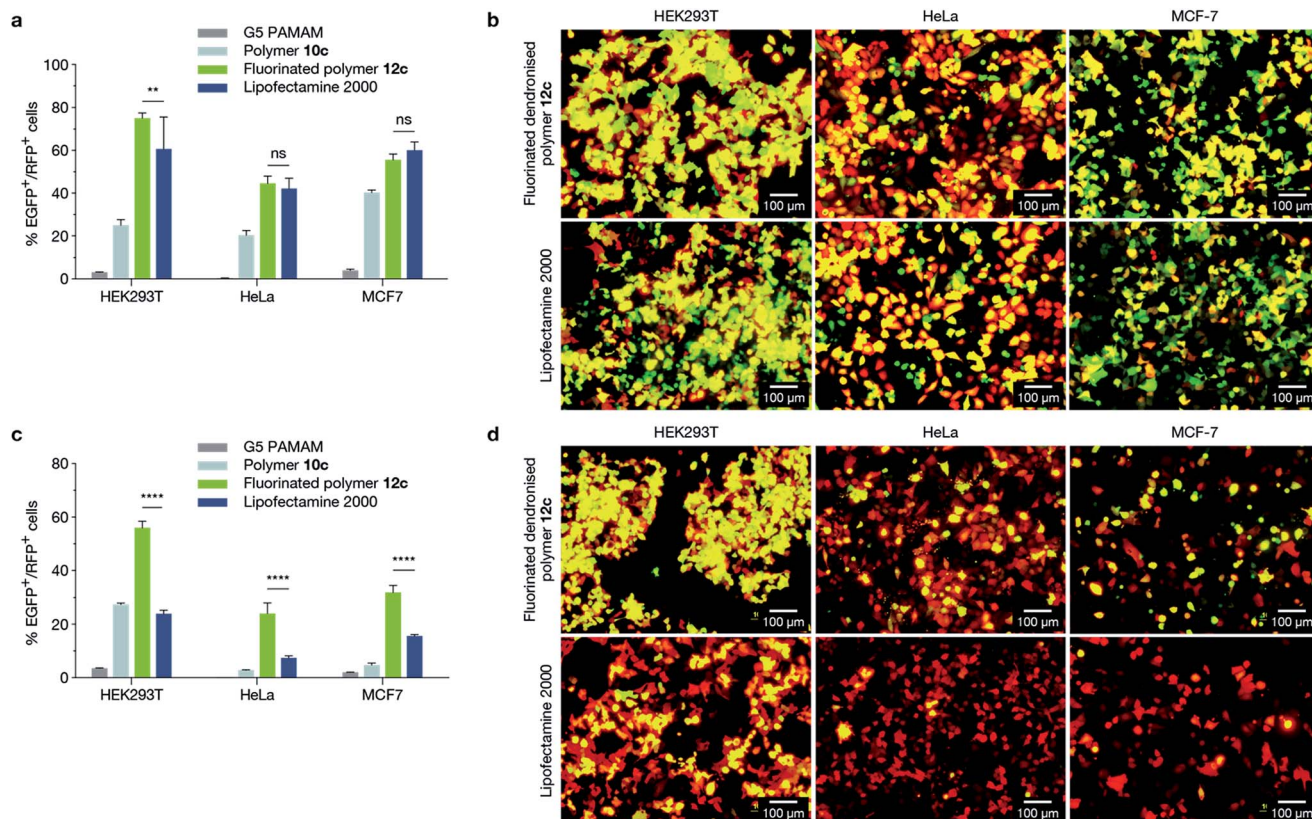 a
G5 PAMAM
Polymer 10c
Fluorinated polymer 12c
Lipofectamine 2000
% EGFP⁺/RFP⁺ cells
100
80
60
40
20
0
**
ns
ns
HEK293T
HeLa
MCF7
b
HEK293T
HeLa
MCF-7
Fluorinated dendronised
polymer 12c
100 µm
100 µm
100 µm
Lipofectamine 2000
100 µm
100 µm
100 µm
c
G5 PAMAM
Polymer 10c
Fluorinated polymer 12c
Lipofectamine 2000
% EGFP⁺/RFP⁺ cells
80
60
40
20
0
****
****
****
HEK293T
HeLa
MCF7
d
HEK293T
HeLa
MCF-7
Fluorinated dendronised
polymer 12c
100 µm
100 µm
100 µm
Lipofectamine 2000
100 µm
100 µm
100 µm